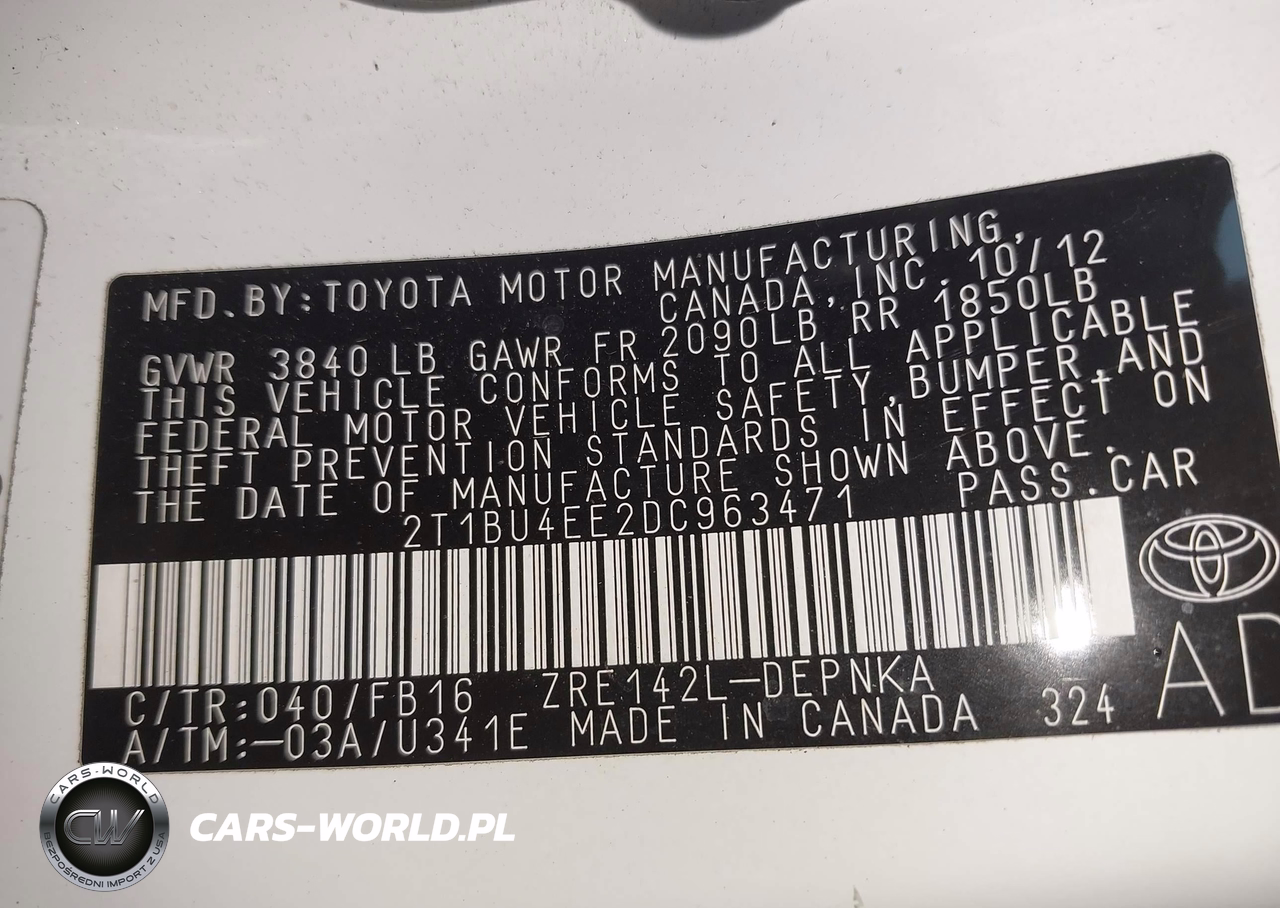 MFD.BY:TOYOTA MOTOR MANUFACTURING,
CANADA,INC. 10/12
GVWR 3840 LB GAWR FR 2090LB RR 1850LB
THIS VEHICLE CONFORMS TO ALL APPLICABLE
FEDERAL MOTOR VEHICLE SAFETY,BUMPER,AND
THEFT PREVENTION STANDARDS IN EFFECT ON
THE DATE OF MANUFACTURE SHOWN ABOVE.
2T1BU4EE2DC963471 PASS.CAR
C/TR:040/FB16 ZRE142L-DEPNKA
A/TM:-03A/U341E MADE IN CANADA 324
AD
CARS-WORLD
CW
BEZPOŚREDNI IMPORT Z USA
CARS-WORLD.PL